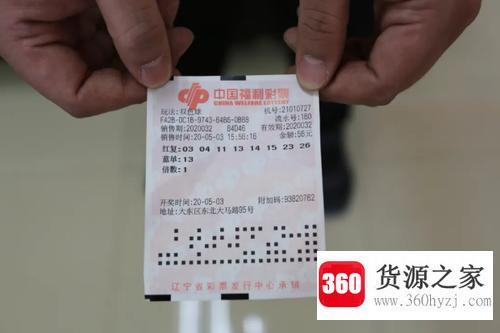 中国福利彩票
CHINA WELFARE LOTTERY
玩法:双色球 机号:21010727
FA2B-0C1B-9743-64B6-0B88 流水号:160
销售期:2020032 84D46 有效期:2020032
销售时间:20-05-03 15:56:16 金额:56元
红复:03 04 11 13 14 15 23 26
蓝单:13
倍数:1
开奖时间:20-05-03 附加码:93820762
地址:大东区东北大马路95号
辽宁省彩票发行中心承销
360 货源之家
www.360hyzj.com